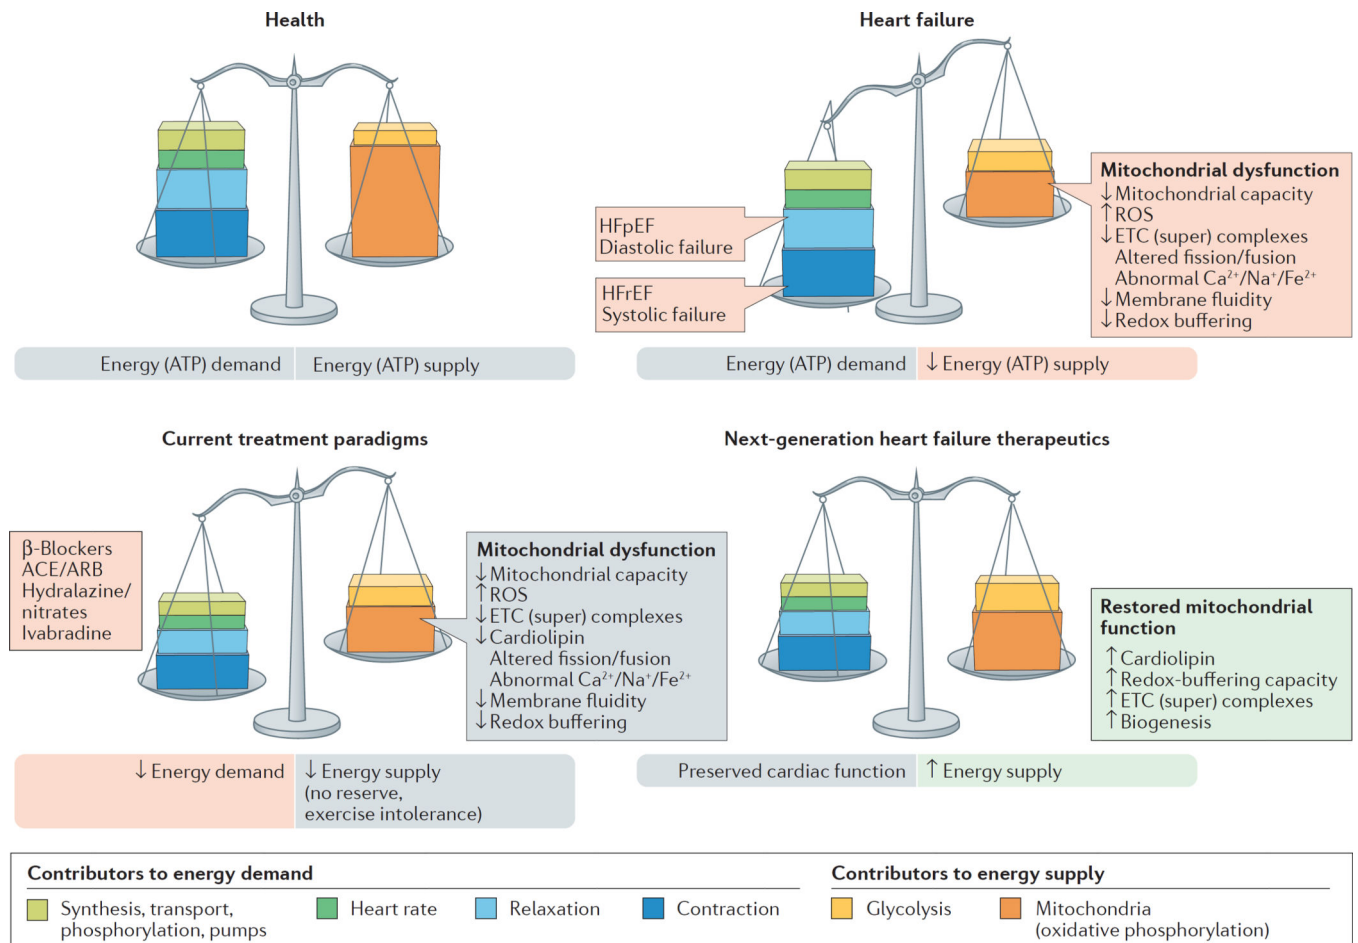 Health
Energy (ATP) demand
Energy (ATP) supply
Heart failure
HFpEF
Diastolic failure
HFrEF
Systolic failure
Mitochondrial dysfunction
↓ Mitochondrial capacity
↑ ROS
↓ ETC (super) complexes
Altered fission/fusion
Abnormal Ca²⁺/Na⁺/Fe²⁺
↓ Membrane fluidity
↓ Redox buffering
Energy (ATP) demand
↓ Energy (ATP) supply
Current treatment paradigms
β-Blockers
ACE/ARB
Hydralazine/
nitrates
Ivabradine
Mitochondrial dysfunction
↓ Mitochondrial capacity
↑ ROS
↓ ETC (super) complexes
↓ Cardiolipin
Altered fission/fusion
Abnormal Ca²⁺/Na⁺/Fe²⁺
↓ Membrane fluidity
↓ Redox buffering
↓ Energy demand
↓ Energy supply
(no reserve,
exercise intolerance)
Next-generation heart failure therapeutics
Restored mitochondrial
function
↑ Cardiolipin
↑ Redox-buffering capacity
↑ ETC (super) complexes
↑ Biogenesis
Preserved cardiac function
↑ Energy supply
Contributors to energy demand
Synthesis, transport,
phosphorylation, pumps
Heart rate
Relaxation
Contraction
Contributors to energy supply
Glycolysis
Mitochondria
(oxidative phosphorylation)